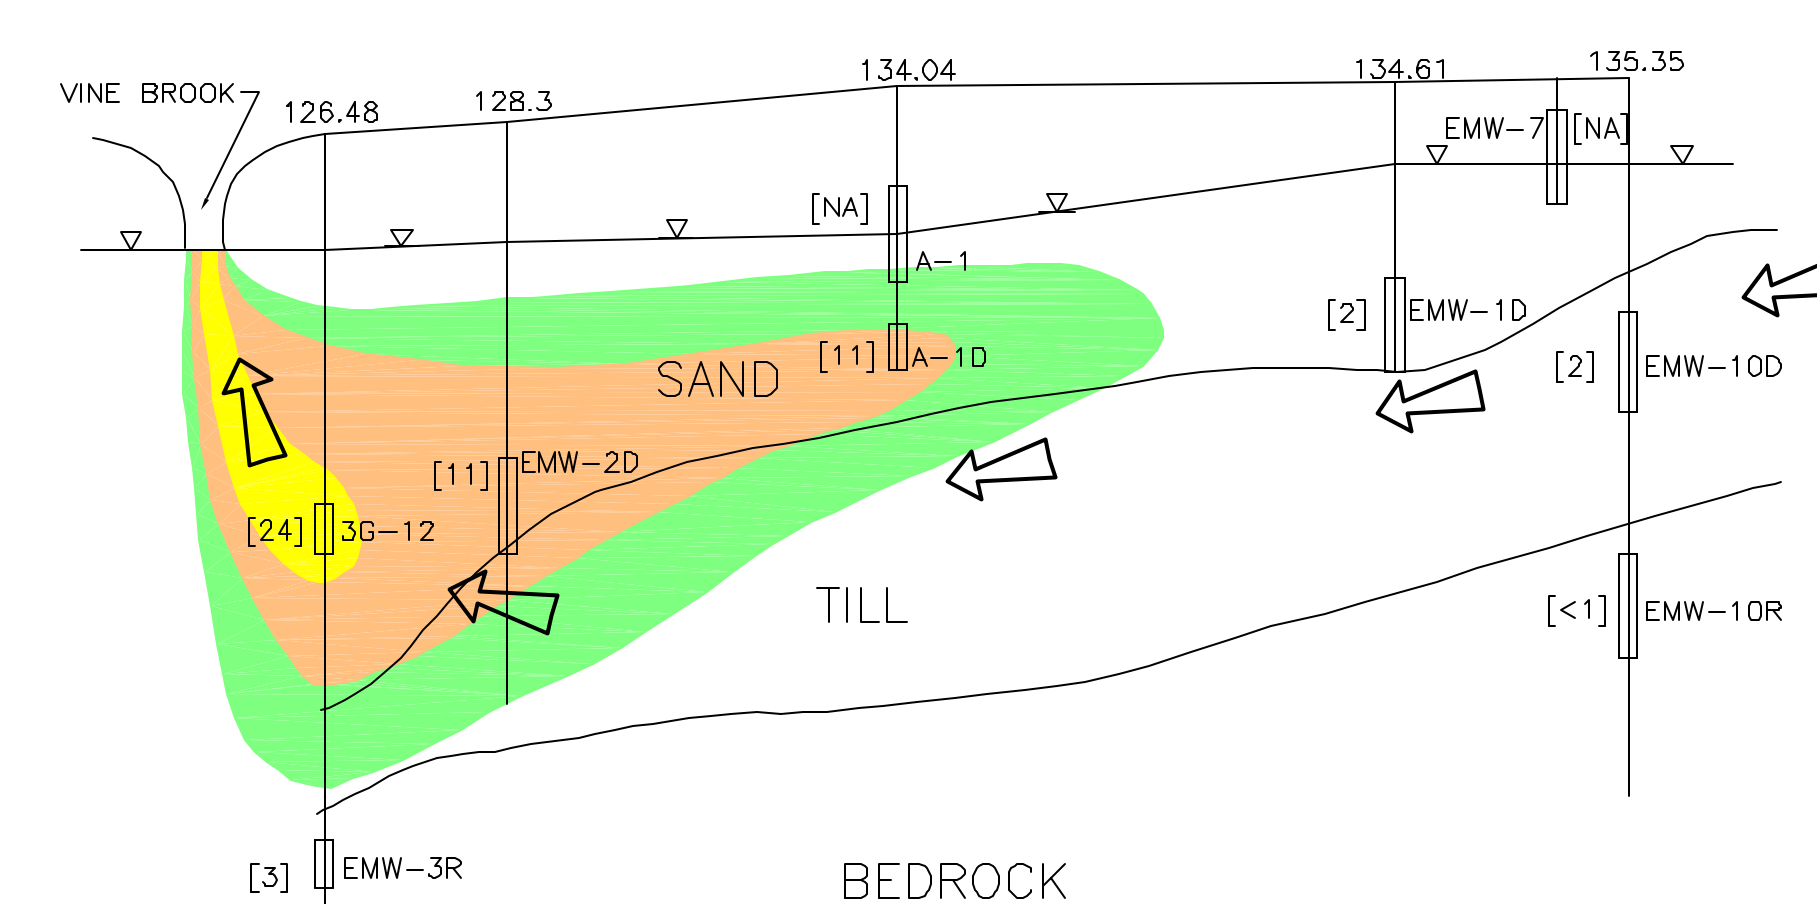 135.35
134.04
134.61
VINE BROOK
126.48
128.3
EMW-7
[NA]
[NA]
A-1
[2]
EMW-1D
[11]
A-1D
SAND
[2]
EMW-10D
[11]
EMW-2D
[24]
3G-12
TILL
[<1]
EMW-10R
[3]
EMW-3R
BEDROCK